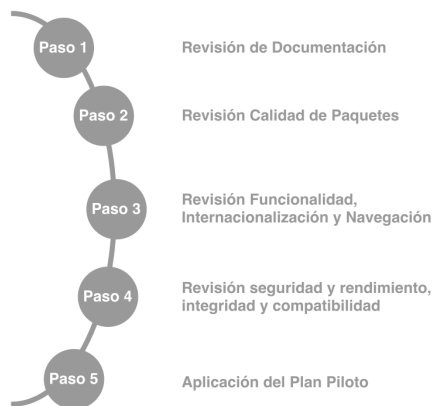 Paso 1
Revisión de Documentación
Paso 2
Revisión Calidad de Paquetes
Paso 3
Revisión Funcionalidad,
Internacionalización y Navegación
Paso 4
Revisión seguridad y rendimiento,
integridad y compatibilidad
Paso 5
Aplicación del Plan Piloto